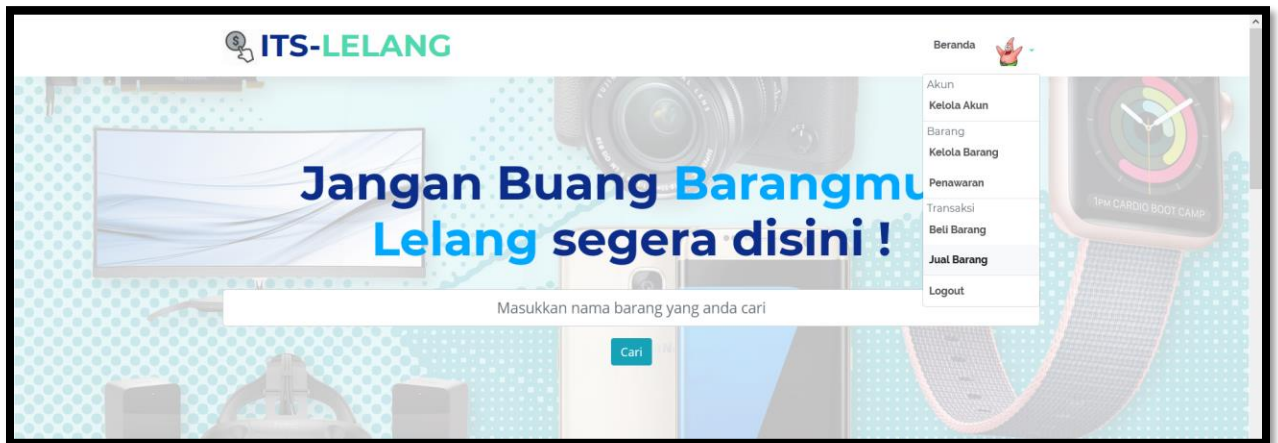 ITS-LELANG
Beranda
Akun
Kelola Akun
Barang
Kelola Barang
Penawaran
Transaksi
Beli Barang
Jual Barang
Logout
Jangan Buang Barangmu
Lelang segera disini !
Masukkan nama barang yang anda cari
Cari
1PM CARDIO BOOT CAMP